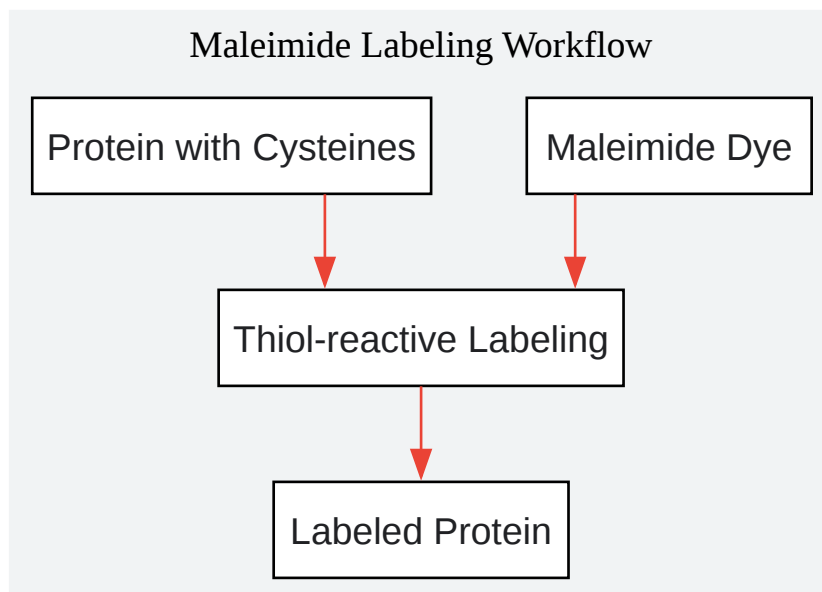 Maleimide Labeling Workflow
Protein with Cysteines
Maleimide Dye
Thiol-reactive Labeling
Labeled Protein